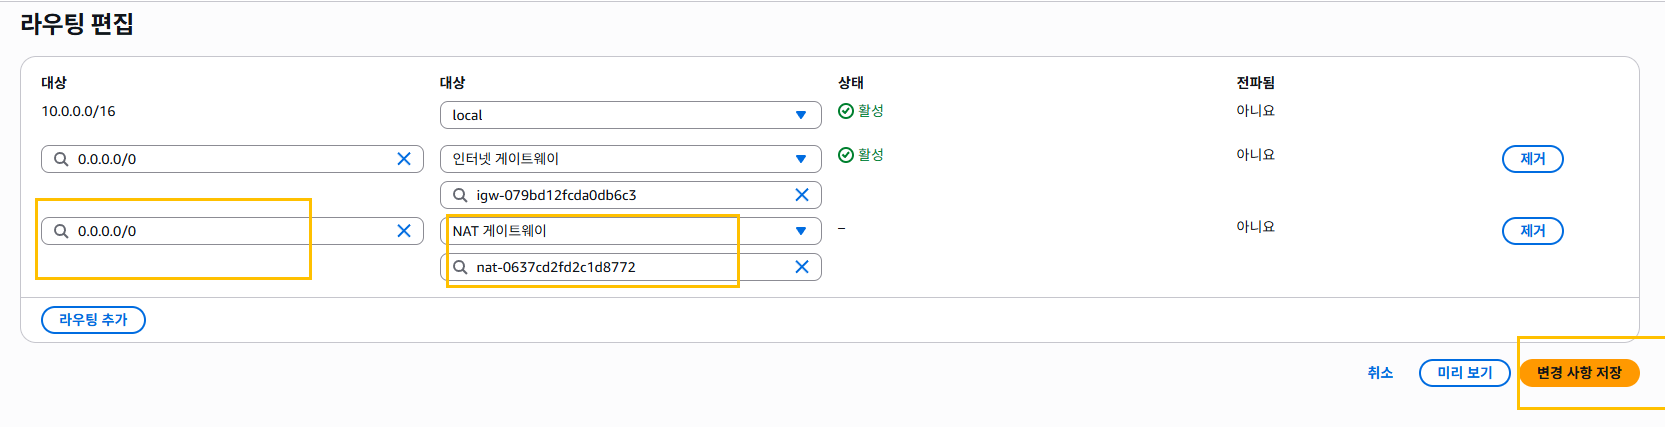 라우팅 편집
대상 대상 상태 전파됨
10.0.0.0/16 local 활성 아니요
0.0.0.0/0 인터넷 게이트웨이 활성 아니요 제거
igw-079bd12fcda0db6c3
0.0.0.0/0 NAT 게이트웨이 – 아니요 제거
nat-0637cd2fd2c1d8772
라우팅 추가
취소 미리 보기 변경 사항 저장